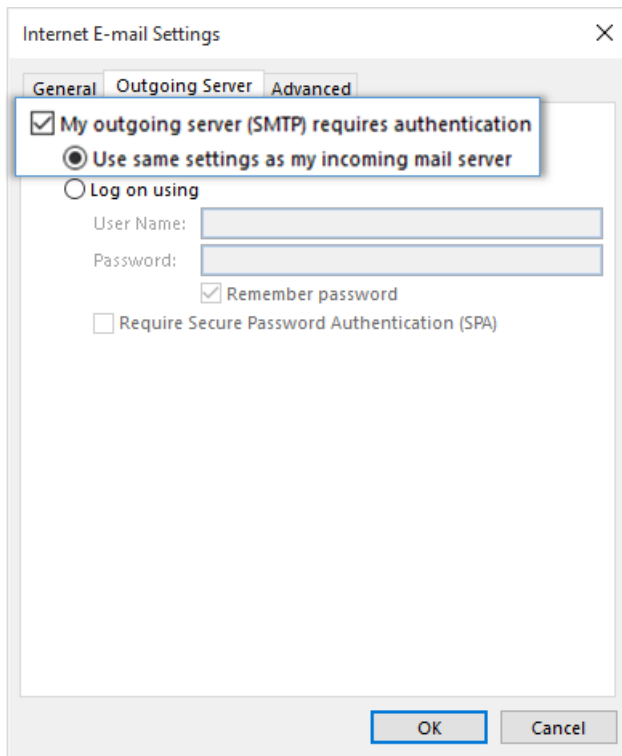 Internet E-mail Settings
General Outgoing Server Advanced
My outgoing server (SMTP) requires authentication
Use same settings as my incoming mail server
Log on using
User Name:
Password:
Remember password
Require Secure Password Authentication (SPA)
OK Cancel